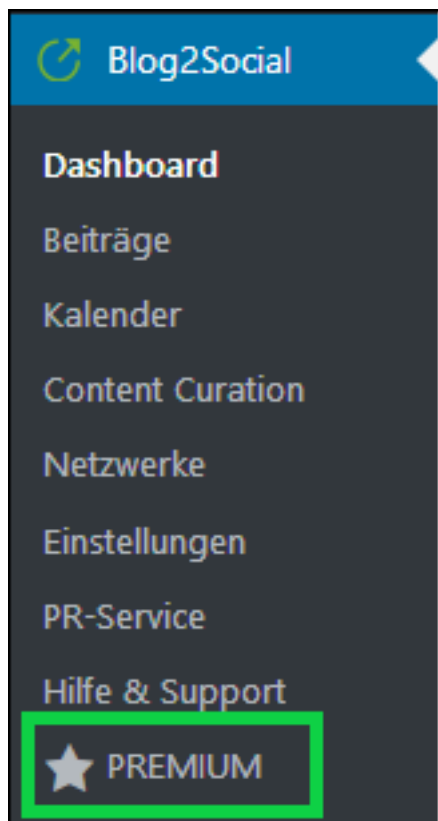 Blog2Social
Dashboard
Beiträge
Kalender
Content Curation
Netzwerke
Einstellungen
PR-Service
Hilfe & Support
PREMIUM